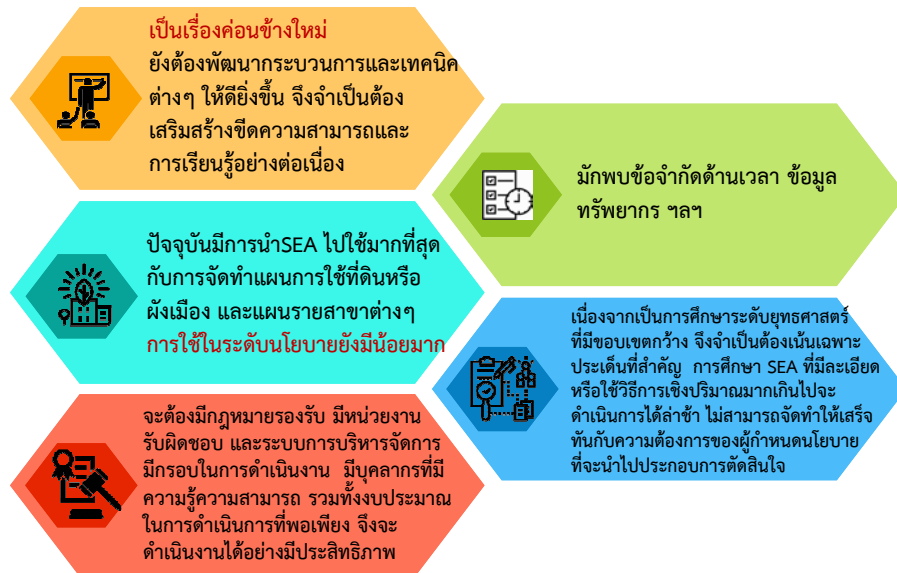 เป็นเรื่องค่อนข้างใหม่
ยังต้องพัฒนากระบวนการและเทคนิค
ต่างๆ ให้ดียิ่งขึ้น จึงจำเป็นต้อง
เสริมสร้างขีดความสามารถและ
การเรียนรู้อย่างต่อเนื่อง
มักพบข้อจำกัดด้านเวลา ข้อมูล
ทรัพยากร ฯลฯ
ปัจจุบันมีการนำSEA ไปใช้มากที่สุด
กับการจัดทำแผนการใช้ที่ดินหรือ
ผังเมือง และแผนรายสาขาต่างๆ
การใช้ในระดับนโยบายยังมีน้อยมาก
เนื่องจากเป็นการศึกษาระดับยุทธศาสตร์
ที่มีขอบเขตกว้าง จึงจำเป็นต้องเน้นเฉพาะ
ประเด็นที่สำคัญ การศึกษา SEA ที่มีละเอียด
หรือใช้วิธีการเชิงปริมาณมากเกินไปจะ
ดำเนินการได้ล่าช้า ไม่สามารถจัดทำให้เสร็จ
ทันกับความต้องการของผู้กำหนดนโยบาย
ที่จะนำไปประกอบการตัดสินใจ
จะต้องมีกฎหมายรองรับ มีหน่วยงาน
รับผิดชอบ และระบบการบริหารจัดการ
มีกรอบในการดำเนินงาน มีบุคลากรที่มี
ความรู้ความสามารถ รวมทั้งงบประมาณ
ในการดำเนินการที่พอเพียง จึงจะ
ดำเนินงานได้อย่างมีประสิทธิภาพ